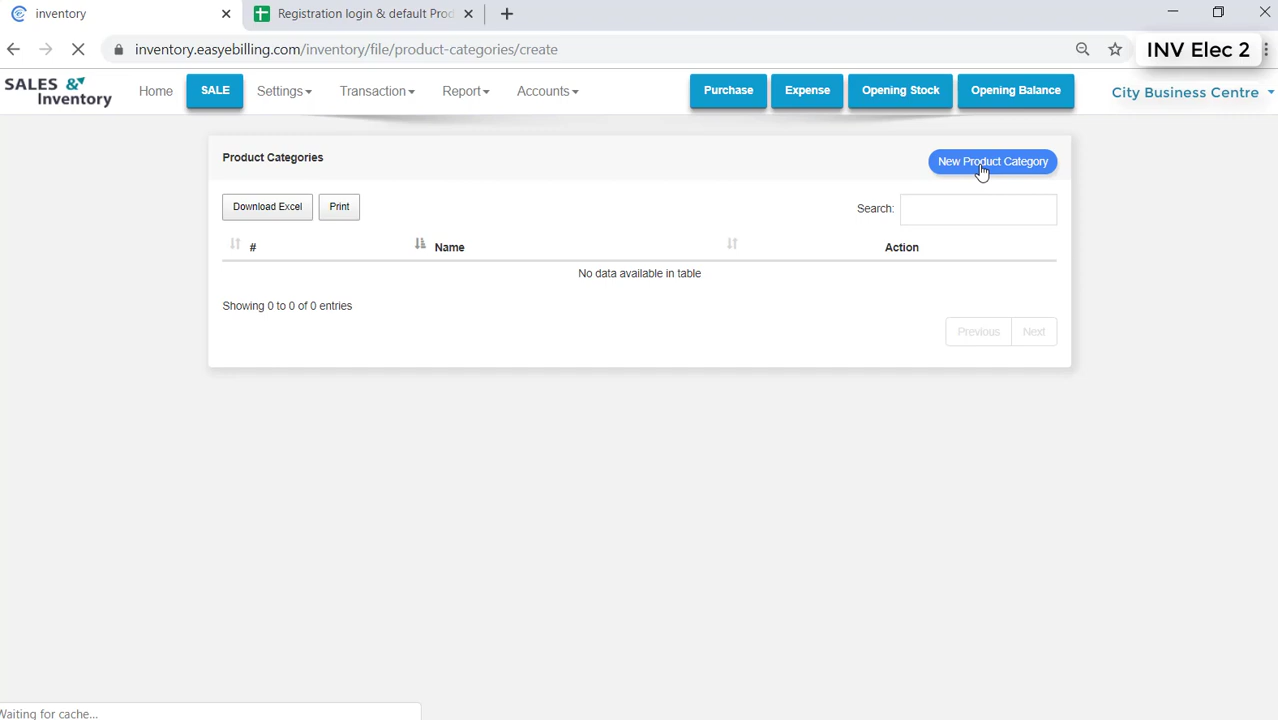 inventory
Registration login & default Prod
inventory.easyebilling.com/inventory/file/product-categories/create
INV Elec 2
SALES &
Inventory
Home
SALE
Settings
Transaction
Report
Accounts
Purchase
Expense
Opening Stock
Opening Balance
City Business Centre
Product Categories
New Product Category
Download Excel
Print
Search:
#
Name
Action
No data available in table
Showing 0 to 0 of 0 entries
Previous
Next
Waiting for cache...